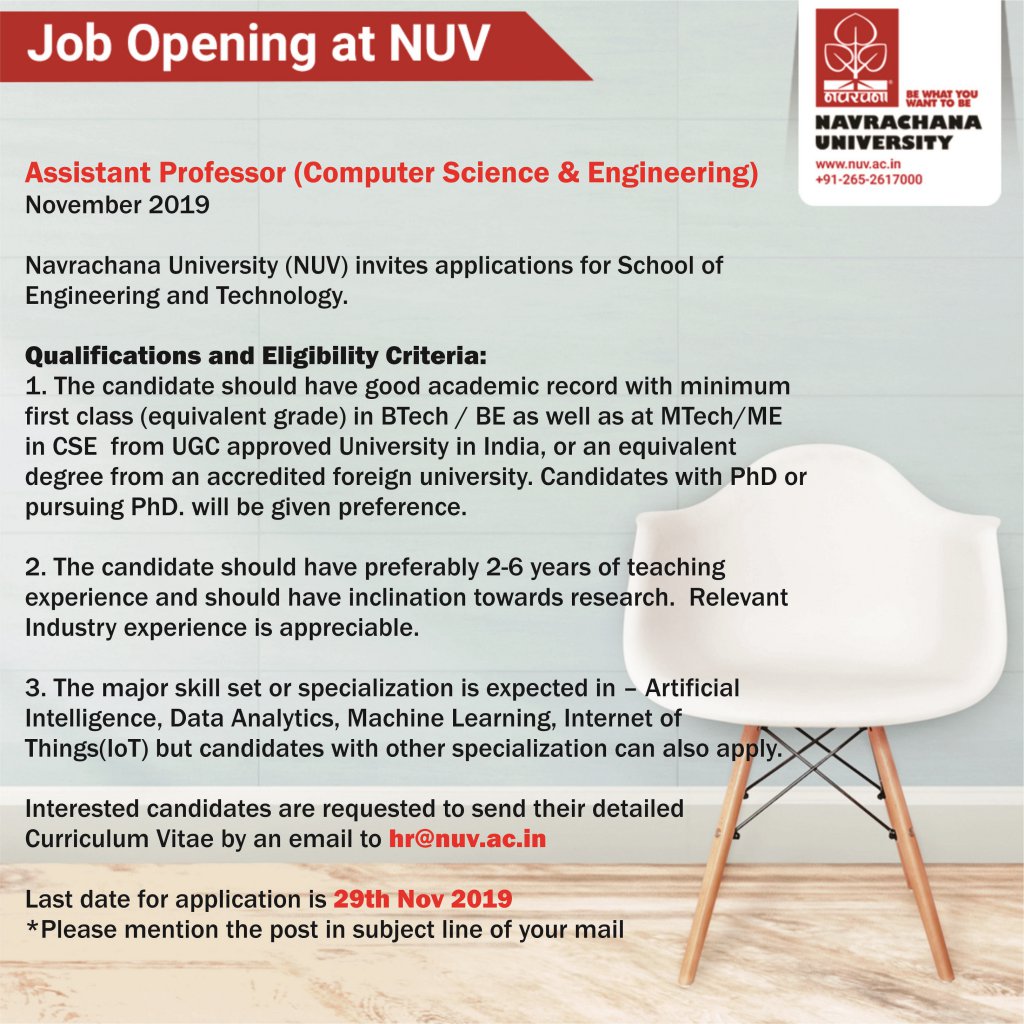 Job Opening at NUV
नवरचना
BE WHAT YOU
WANT TO BE
NAVRACHANA
UNIVERSITY
www.nuv.ac.in
+91-265-2617000
Assistant Professor (Computer Science & Engineering)
November 2019
Navrachana University (NUV) invites applications for School of
Engineering and Technology.
Qualifications and Eligibility Criteria:
1. The candidate should have good academic record with minimum
first class (equivalent grade) in BTech / BE as well as at MTech/ME
in CSE  from UGC approved University in India, or an equivalent
degree from an accredited foreign university. Candidates with PhD or
pursuing PhD. will be given preference.
2. The candidate should have preferably 2-6 years of teaching
experience and should have inclination towards research.  Relevant
Industry experience is appreciable.
3. The major skill set or specialization is expected in – Artificial
Intelligence, Data Analytics, Machine Learning, Internet of
Things(IoT) but candidates with other specialization can also apply.
Interested candidates are requested to send their detailed
Curriculum Vitae by an email to hr@nuv.ac.in
Last date for application is 29th Nov 2019
*Please mention the post in subject line of your mail